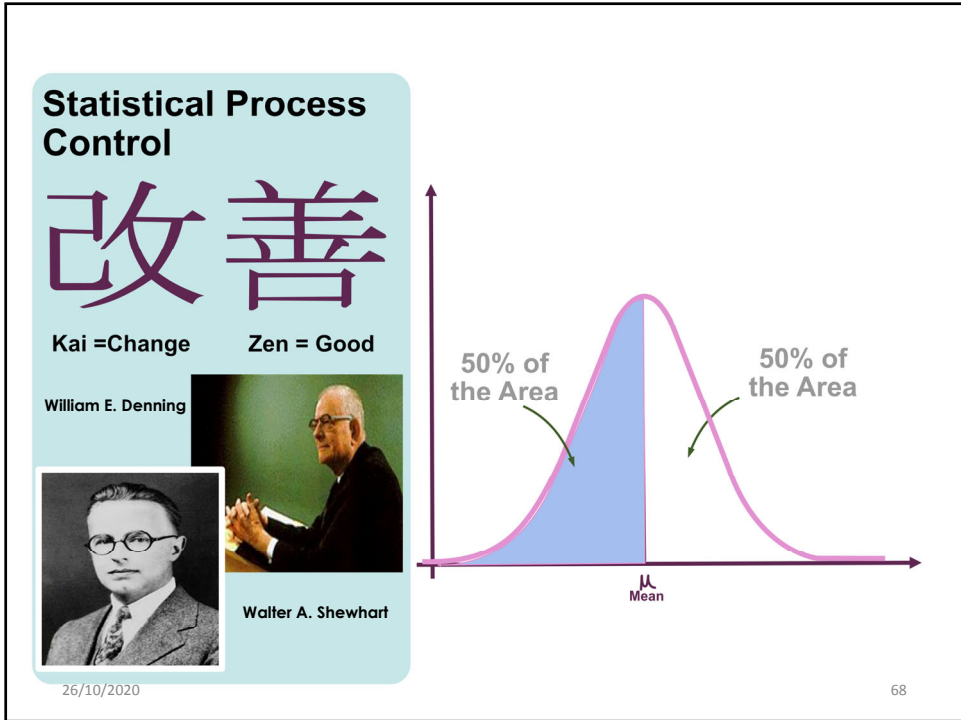 Statistical Process
Control
改善
Kai =Change Zen = Good
William E. Denning
Walter A. Shewhart
50% of
the Area
50% of
the Area
μ
Mean
26/10/2020
68